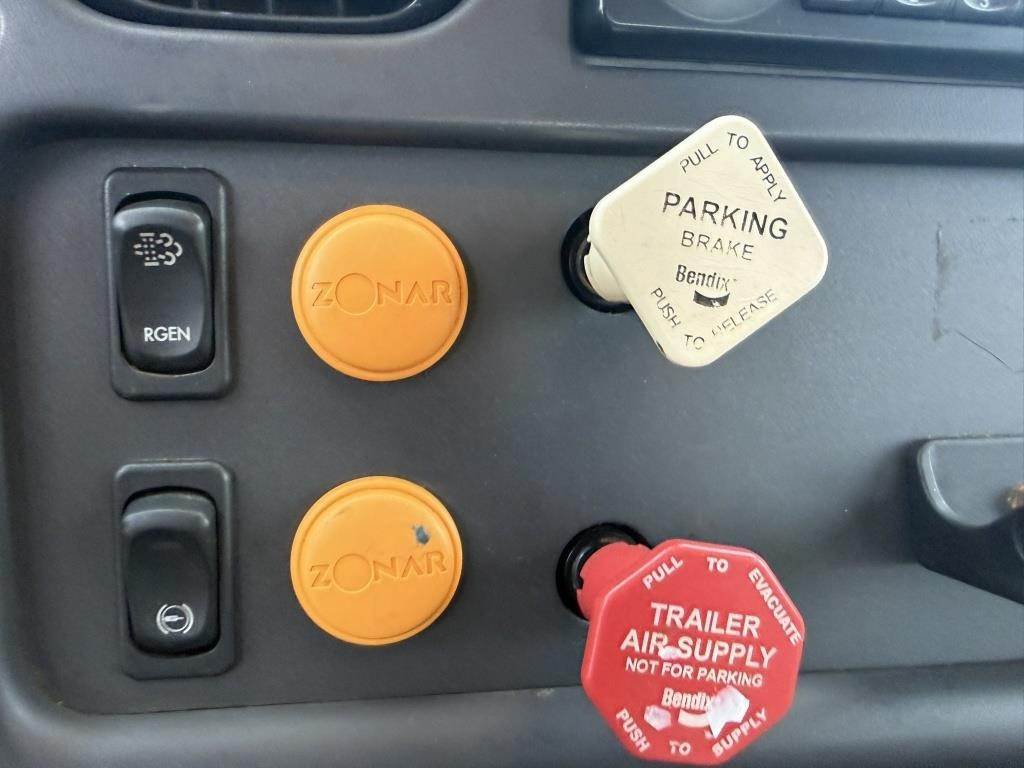 RGEN
ZONAR
PULL TO APPLY
PARKING
BRAKE
Bendix
PUSH TO RELEASE
ZONAR
PULL TO EVACUATE
TRAILER
AIR SUPPLY
NOT FOR PARKING
Bendix
PUSH TO SUPPLY